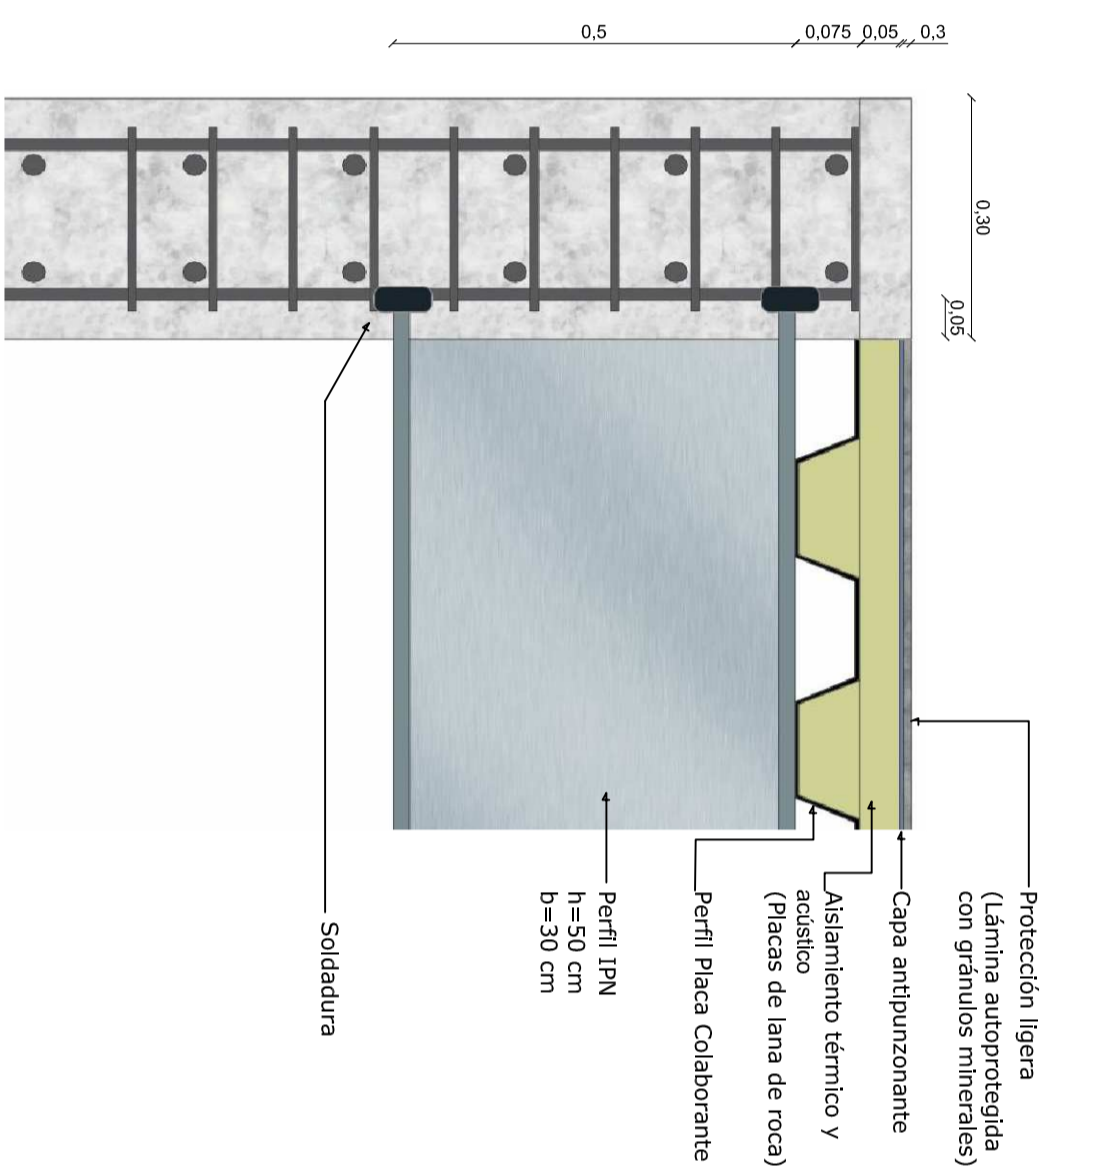 0,5
0,075
0,05
0,3
0,30
0,05
Protección ligera
(Lámina autoprotegida
con gránulos minerales)
Capa antipunzonante
Aislamiento térmico y
acústico
(Placas de lana de roca)
Perfil Placa Colaborante
Perfil IPN
h=50 cm
b=30 cm
Soldadura